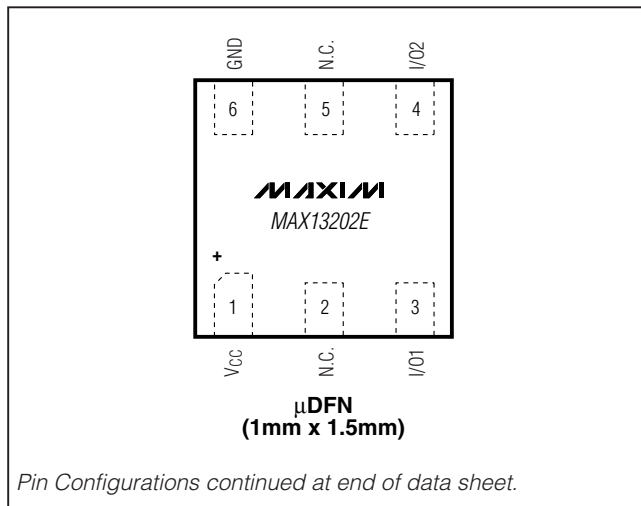 GND N.C. I/O2
6 5 4
MAXIM
MAX13202E
+
1 2 3
VCC N.C. I/O1
µDFN
(1mm x 1.5mm)
Pin Configurations continued at end of data sheet.